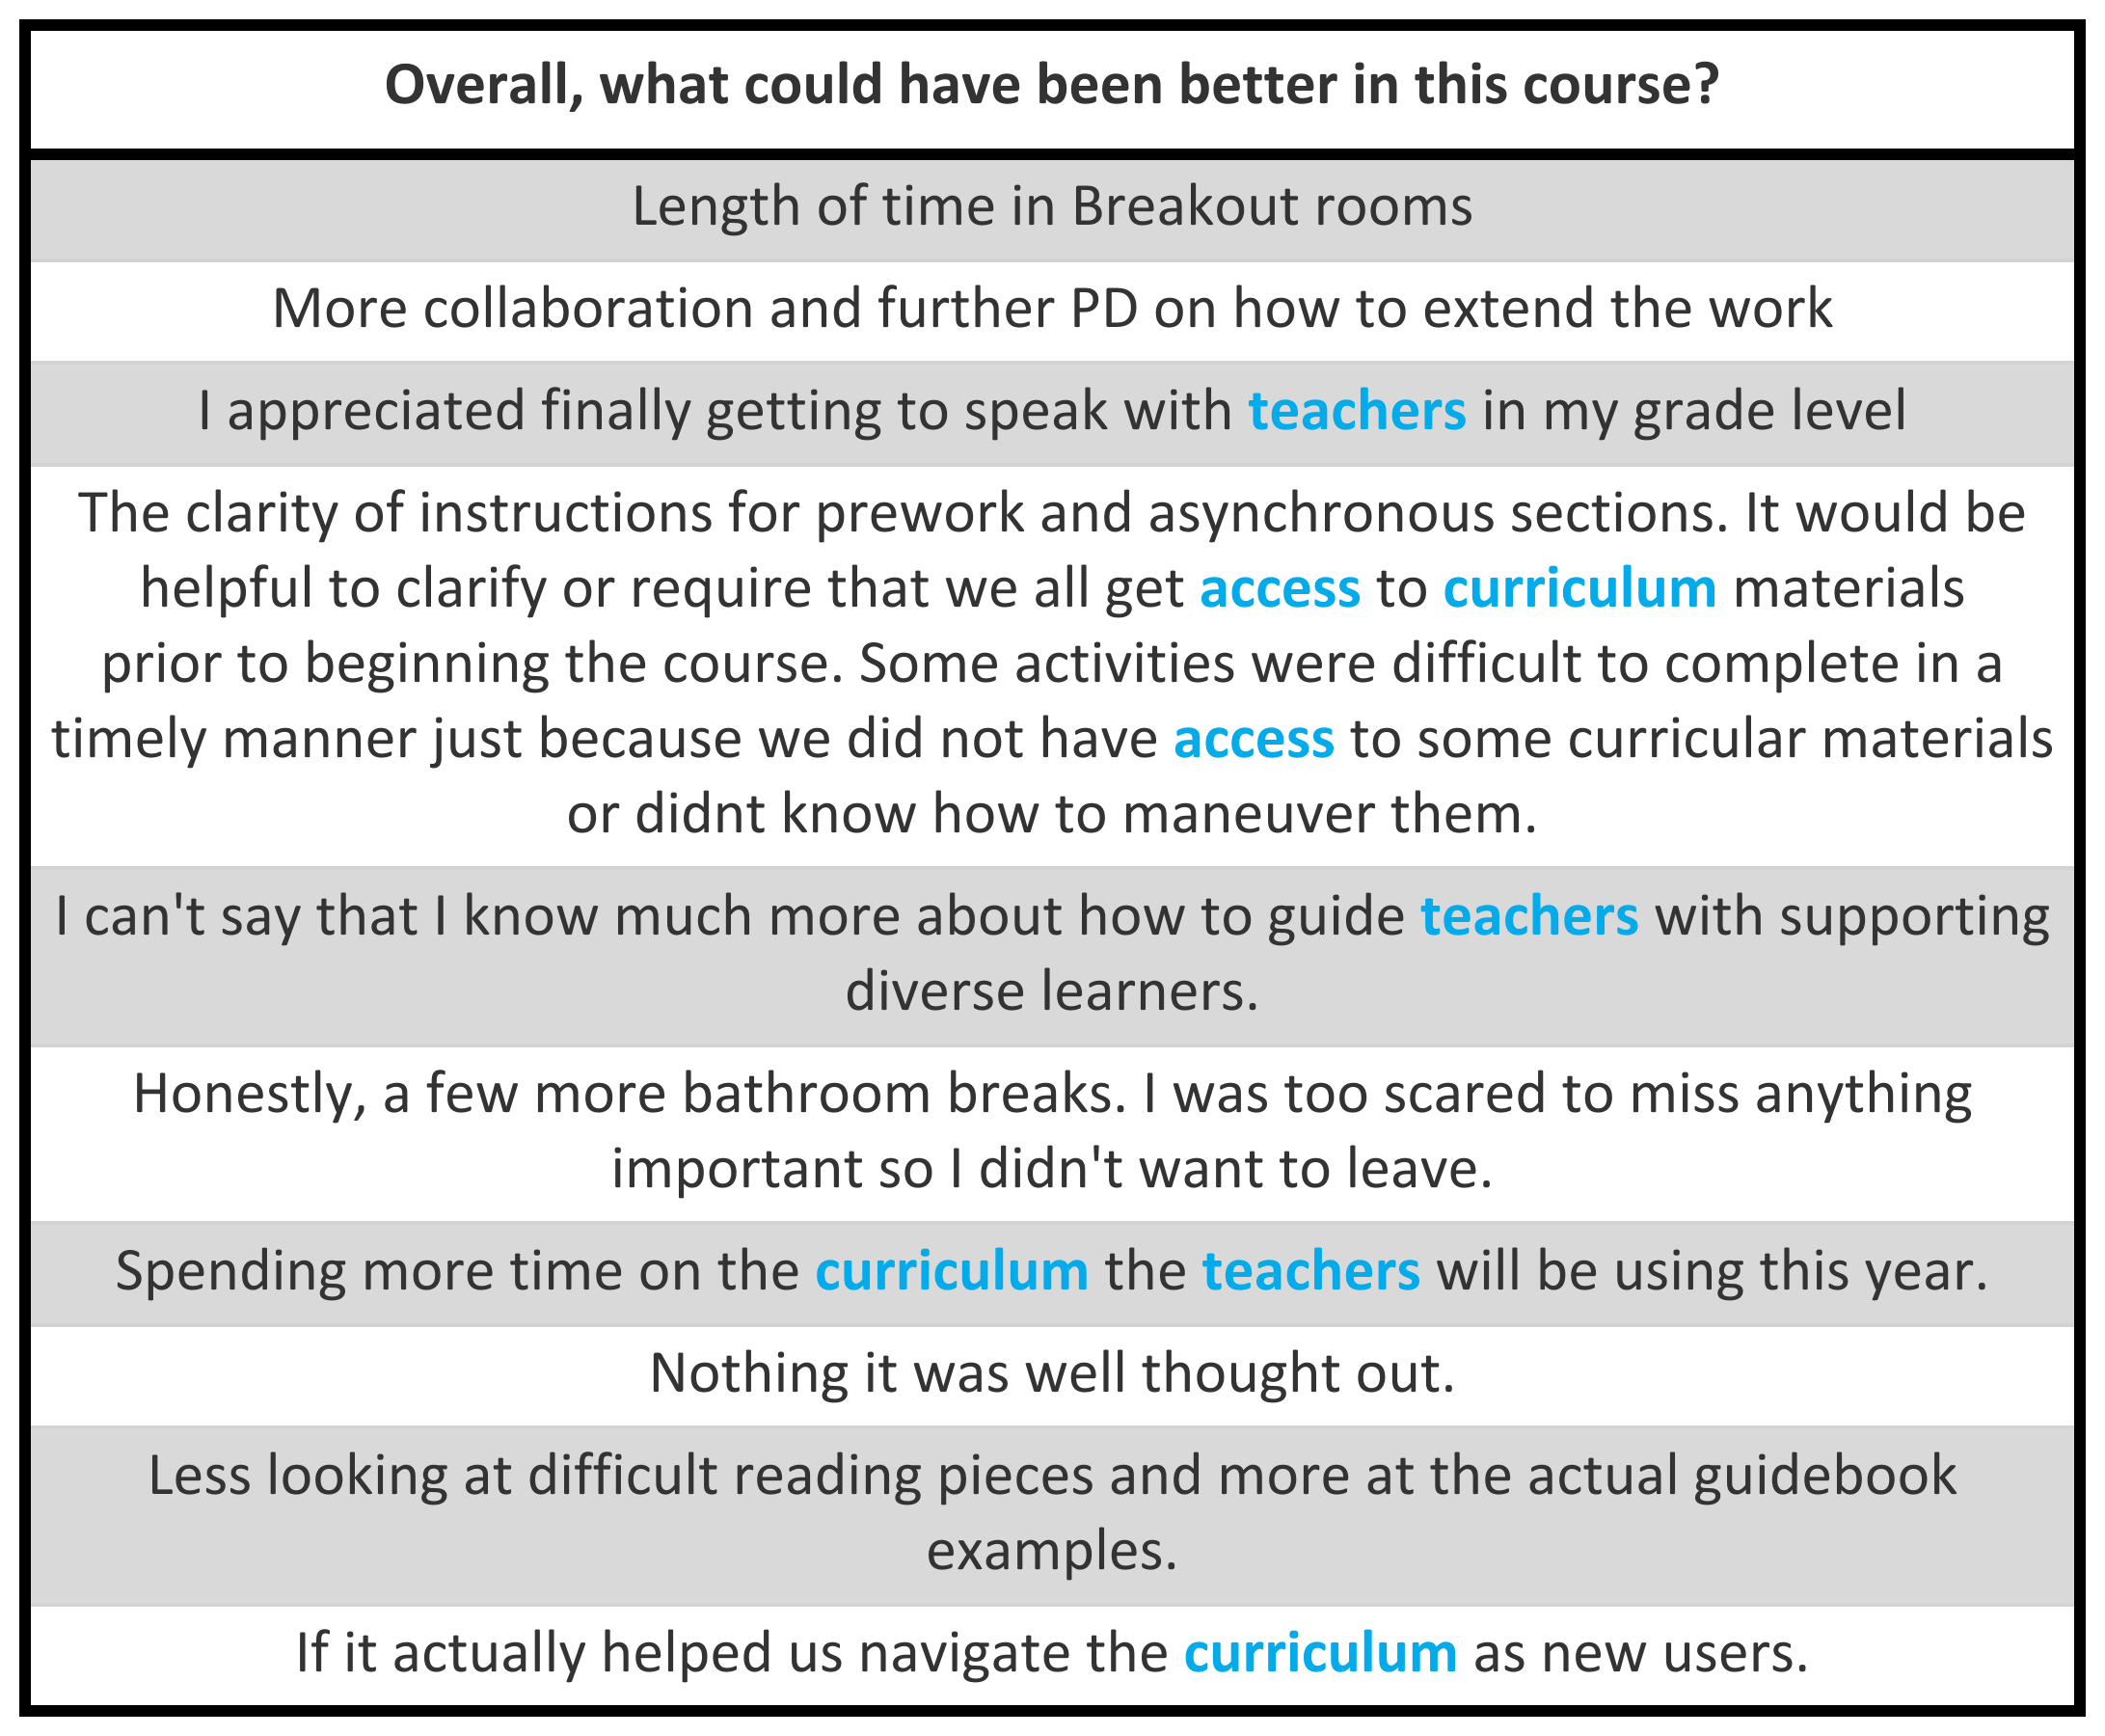 Overall, what could have been better in this course?
Length of time in Breakout rooms
More collaboration and further PD on how to extend the work
I appreciated finally getting to speak with teachers in my grade level
The clarity of instructions for prework and asynchronous sections. It would be
helpful to clarify or require that we all get access to curriculum materials
prior to beginning the course. Some activities were difficult to complete in a
timely manner just because we did not have access to some curricular materials
or didnt know how to maneuver them.
I can't say that I know much more about how to guide teachers with supporting
diverse learners.
Honestly, a few more bathroom breaks. I was too scared to miss anything
important so I didn't want to leave.
Spending more time on the curriculum the teachers will be using this year.
Nothing it was well thought out.
Less looking at difficult reading pieces and more at the actual guidebook
examples.
If it actually helped us navigate the curriculum as new users.